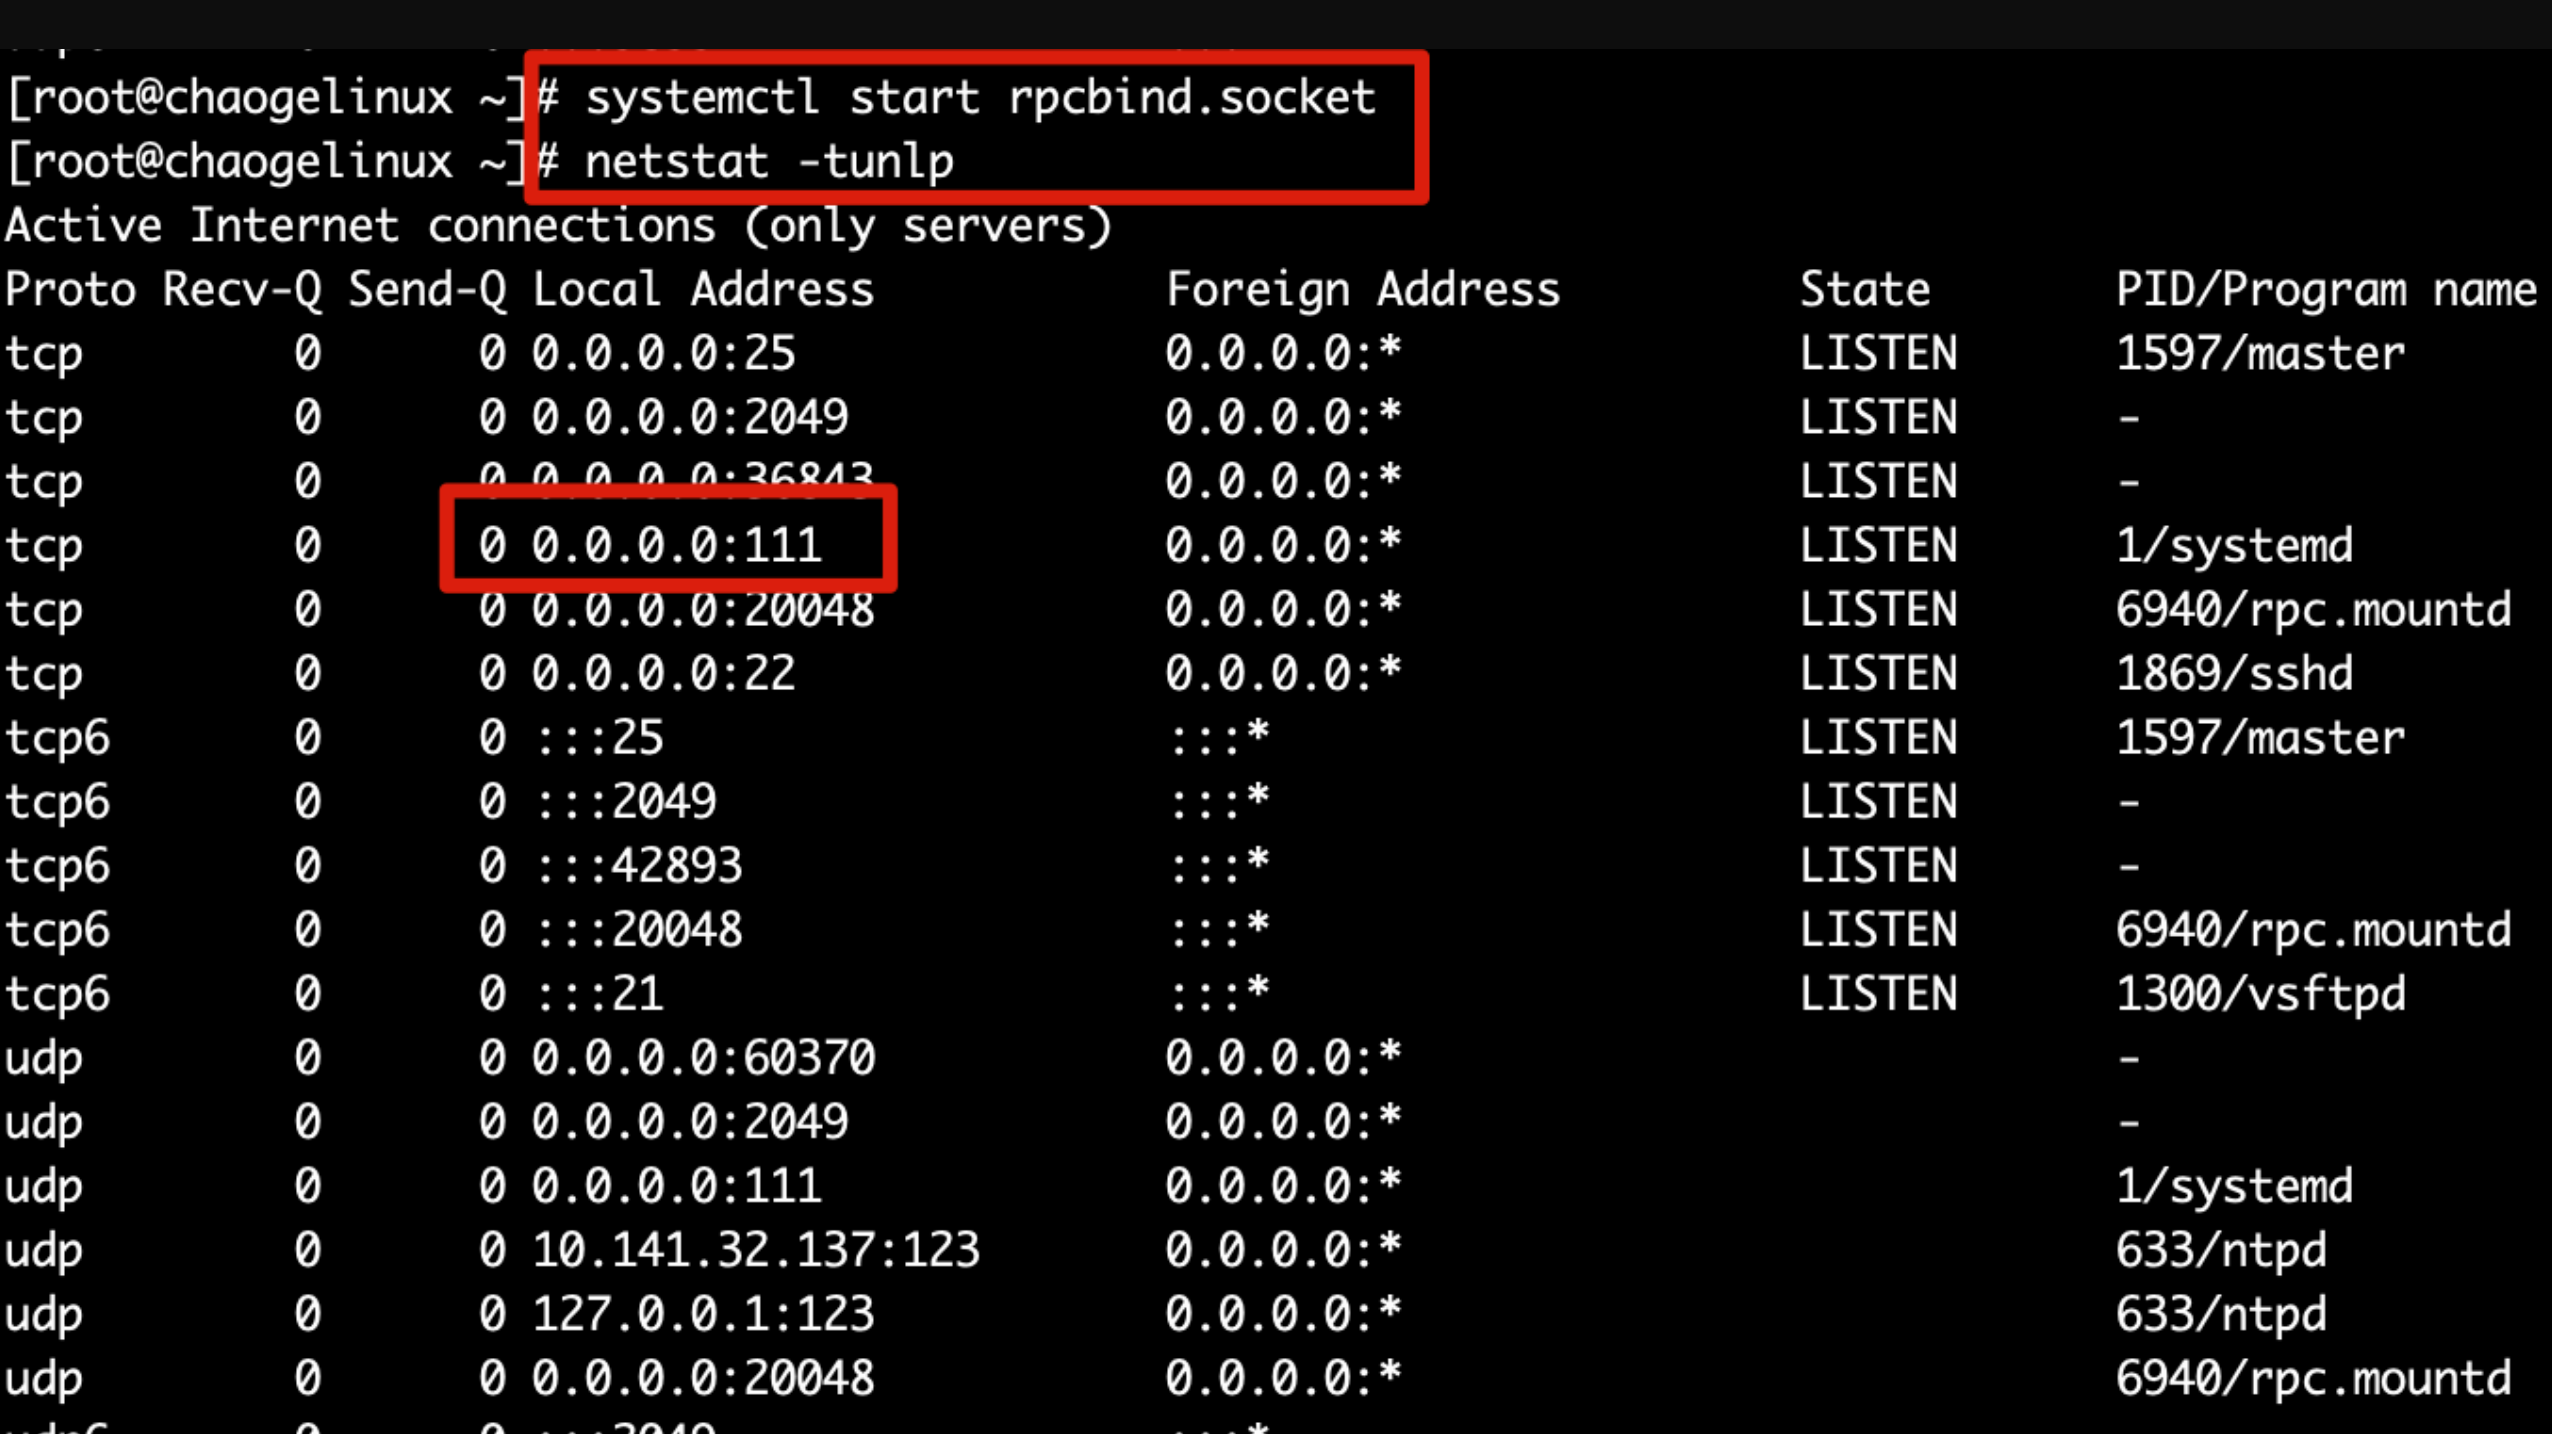 [root@chaogelinux ~]# systemctl start rpcbind.socket
[root@chaogelinux ~]# netstat -tunlp
Active Internet connections (only servers)
Proto Recv-Q Send-Q Local Address           Foreign Address         State       PID/Program name
tcp        0      0 0.0.0.0:25              0.0.0.0:*               LISTEN      1597/master
tcp        0      0 0.0.0.0:2049            0.0.0.0:*               LISTEN      -
tcp        0      0 0.0.0.0:36843           0.0.0.0:*               LISTEN      -
tcp        0      0 0.0.0.0:111             0.0.0.0:*               LISTEN      1/systemd
tcp        0      0 0.0.0.0:20048           0.0.0.0:*               LISTEN      6940/rpc.mountd
tcp        0      0 0.0.0.0:22              0.0.0.0:*               LISTEN      1869/sshd
tcp6       0      0 :::25                   :::*                    LISTEN      1597/master
tcp6       0      0 :::2049                 :::*                    LISTEN      -
tcp6       0      0 :::42893                :::*                    LISTEN      -
tcp6       0      0 :::20048                :::*                    LISTEN      6940/rpc.mountd
tcp6       0      0 :::21                   :::*                    LISTEN      1300/vsftpd
udp        0      0 0.0.0.0:60370           0.0.0.0:*                           -
udp        0      0 0.0.0.0:2049            0.0.0.0:*                           -
udp        0      0 0.0.0.0:111             0.0.0.0:*                           1/systemd
udp        0      0 10.141.32.137:123       0.0.0.0:*                           633/ntpd
udp        0      0 127.0.0.1:123           0.0.0.0:*                           633/ntpd
udp        0      0 0.0.0.0:20048           0.0.0.0:*                           6940/rpc.mountd
udp6       0      0 :::2049                 :::*